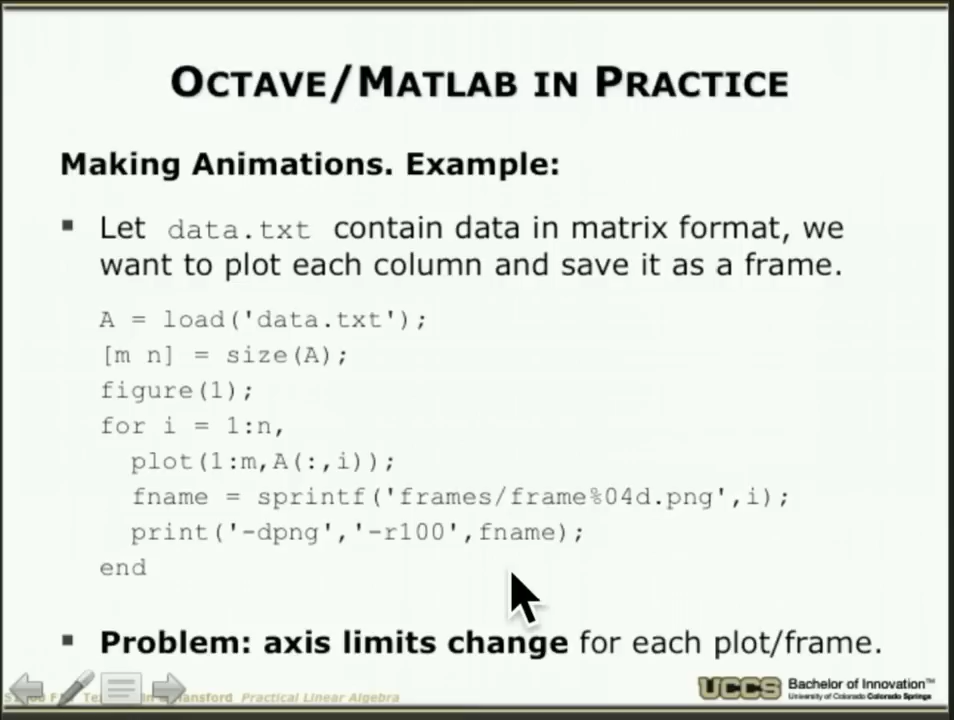 OCTAVE/MATLAB IN PRACTICE
Making Animations. Example:
▪ Let data.txt contain data in matrix format, we
want to plot each column and save it as a frame.
A = load('data.txt');
[m n] = size(A);
figure(1);
for i = 1:n,
  plot(1:m,A(:,i));
  fname = sprintf('frames/frame%04d.png',i);
  print('-dpng','-r100',fname);
end
▪ Problem: axis limits change for each plot/frame.
Practical Linear Algebra
UCCS
Bachelor of Innovation™
University of Colorado Colorado Springs